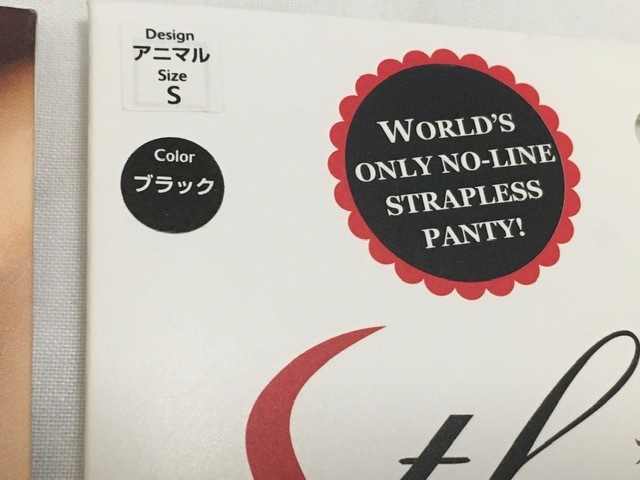 Design
アニマル
Size
S
Color
ブラック
WORLD'S
ONLY NO-LINE
STRAPLESS
PANTY!